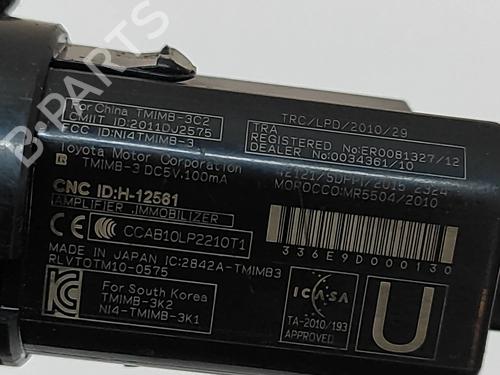 For China TMIMB-3C2
CMIIT ID:2011DJ2575
FCC ID:NI4TMIMB-3
Toyota Motor Corporation
R TMIMB-3 DC5V,100mA
CNC ID:H-12561
AMPLIFIER ,IMMOBILIZER
CE
CCAB10LP2210T1
MADE IN JAPAN IC:2842A-TMIMB3
RLVTOTM10-0575
For South Korea
TMIMB-3K2
NI4-TMIMB-3K1
TRC/LPD/2010/29
TRA
REGISTERED No:ER0081327/12
DEALER No:0034361/10
MOROCCO:MR5504/2010
336E9D000130
ICASA
TA-2010/193
APPROVED
U
B-PARTS